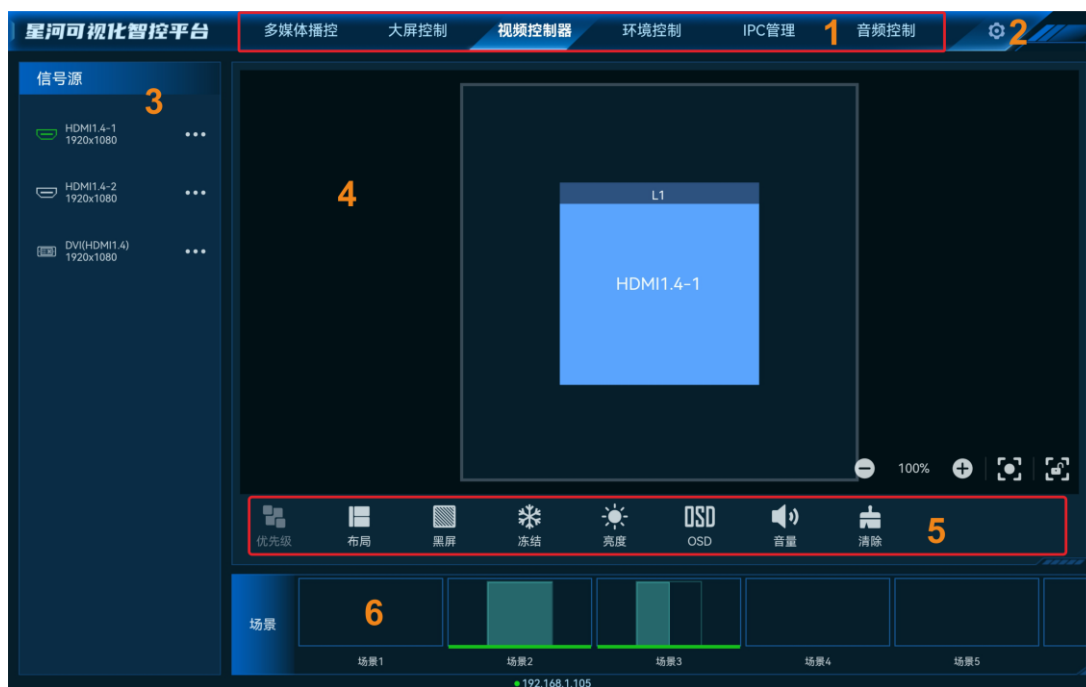 星河可视化智控平台
多媒体播控 大屏控制 视频控制器 环境控制 IPC管理 1 音频控制 2
信号源
3
HDMI1.4-1
1920x1080
HDMI1.4-2
1920x1080
DVI(HDMI1.4)
1920x1080
4
L1
HDMI1.4-1
100%
优先级 布局 黑屏 冻结 亮度 OSD OSD 音量 清除 5
场景
6
场景1 场景2 场景3 场景4 场景5
192.168.1.105